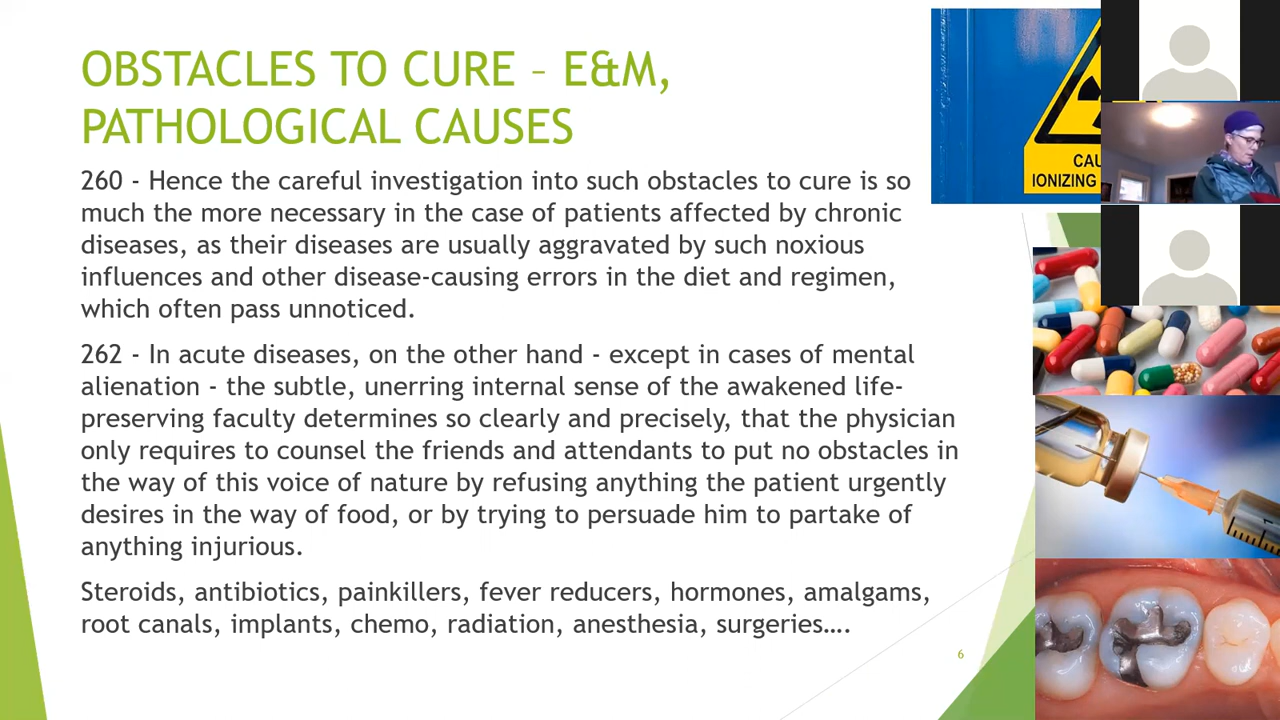 OBSTACLES TO CURE – E&M,
PATHOLOGICAL CAUSES
260 - Hence the careful investigation into such obstacles to cure is so
much the more necessary in the case of patients affected by chronic
diseases, as their diseases are usually aggravated by such noxious
influences and other disease-causing errors in the diet and regimen,
which often pass unnoticed.
262 - In acute diseases, on the other hand - except in cases of mental
alienation - the subtle, unerring internal sense of the awakened life-
preserving faculty determines so clearly and precisely, that the physician
only requires to counsel the friends and attendants to put no obstacles in
the way of this voice of nature by refusing anything the patient urgently
desires in the way of food, or by trying to persuade him to partake of
anything injurious.
Steroids, antibiotics, painkillers, fever reducers, hormones, amalgams,
root canals, implants, chemo, radiation, anesthesia, surgeries….
6
CAU
IONIZING